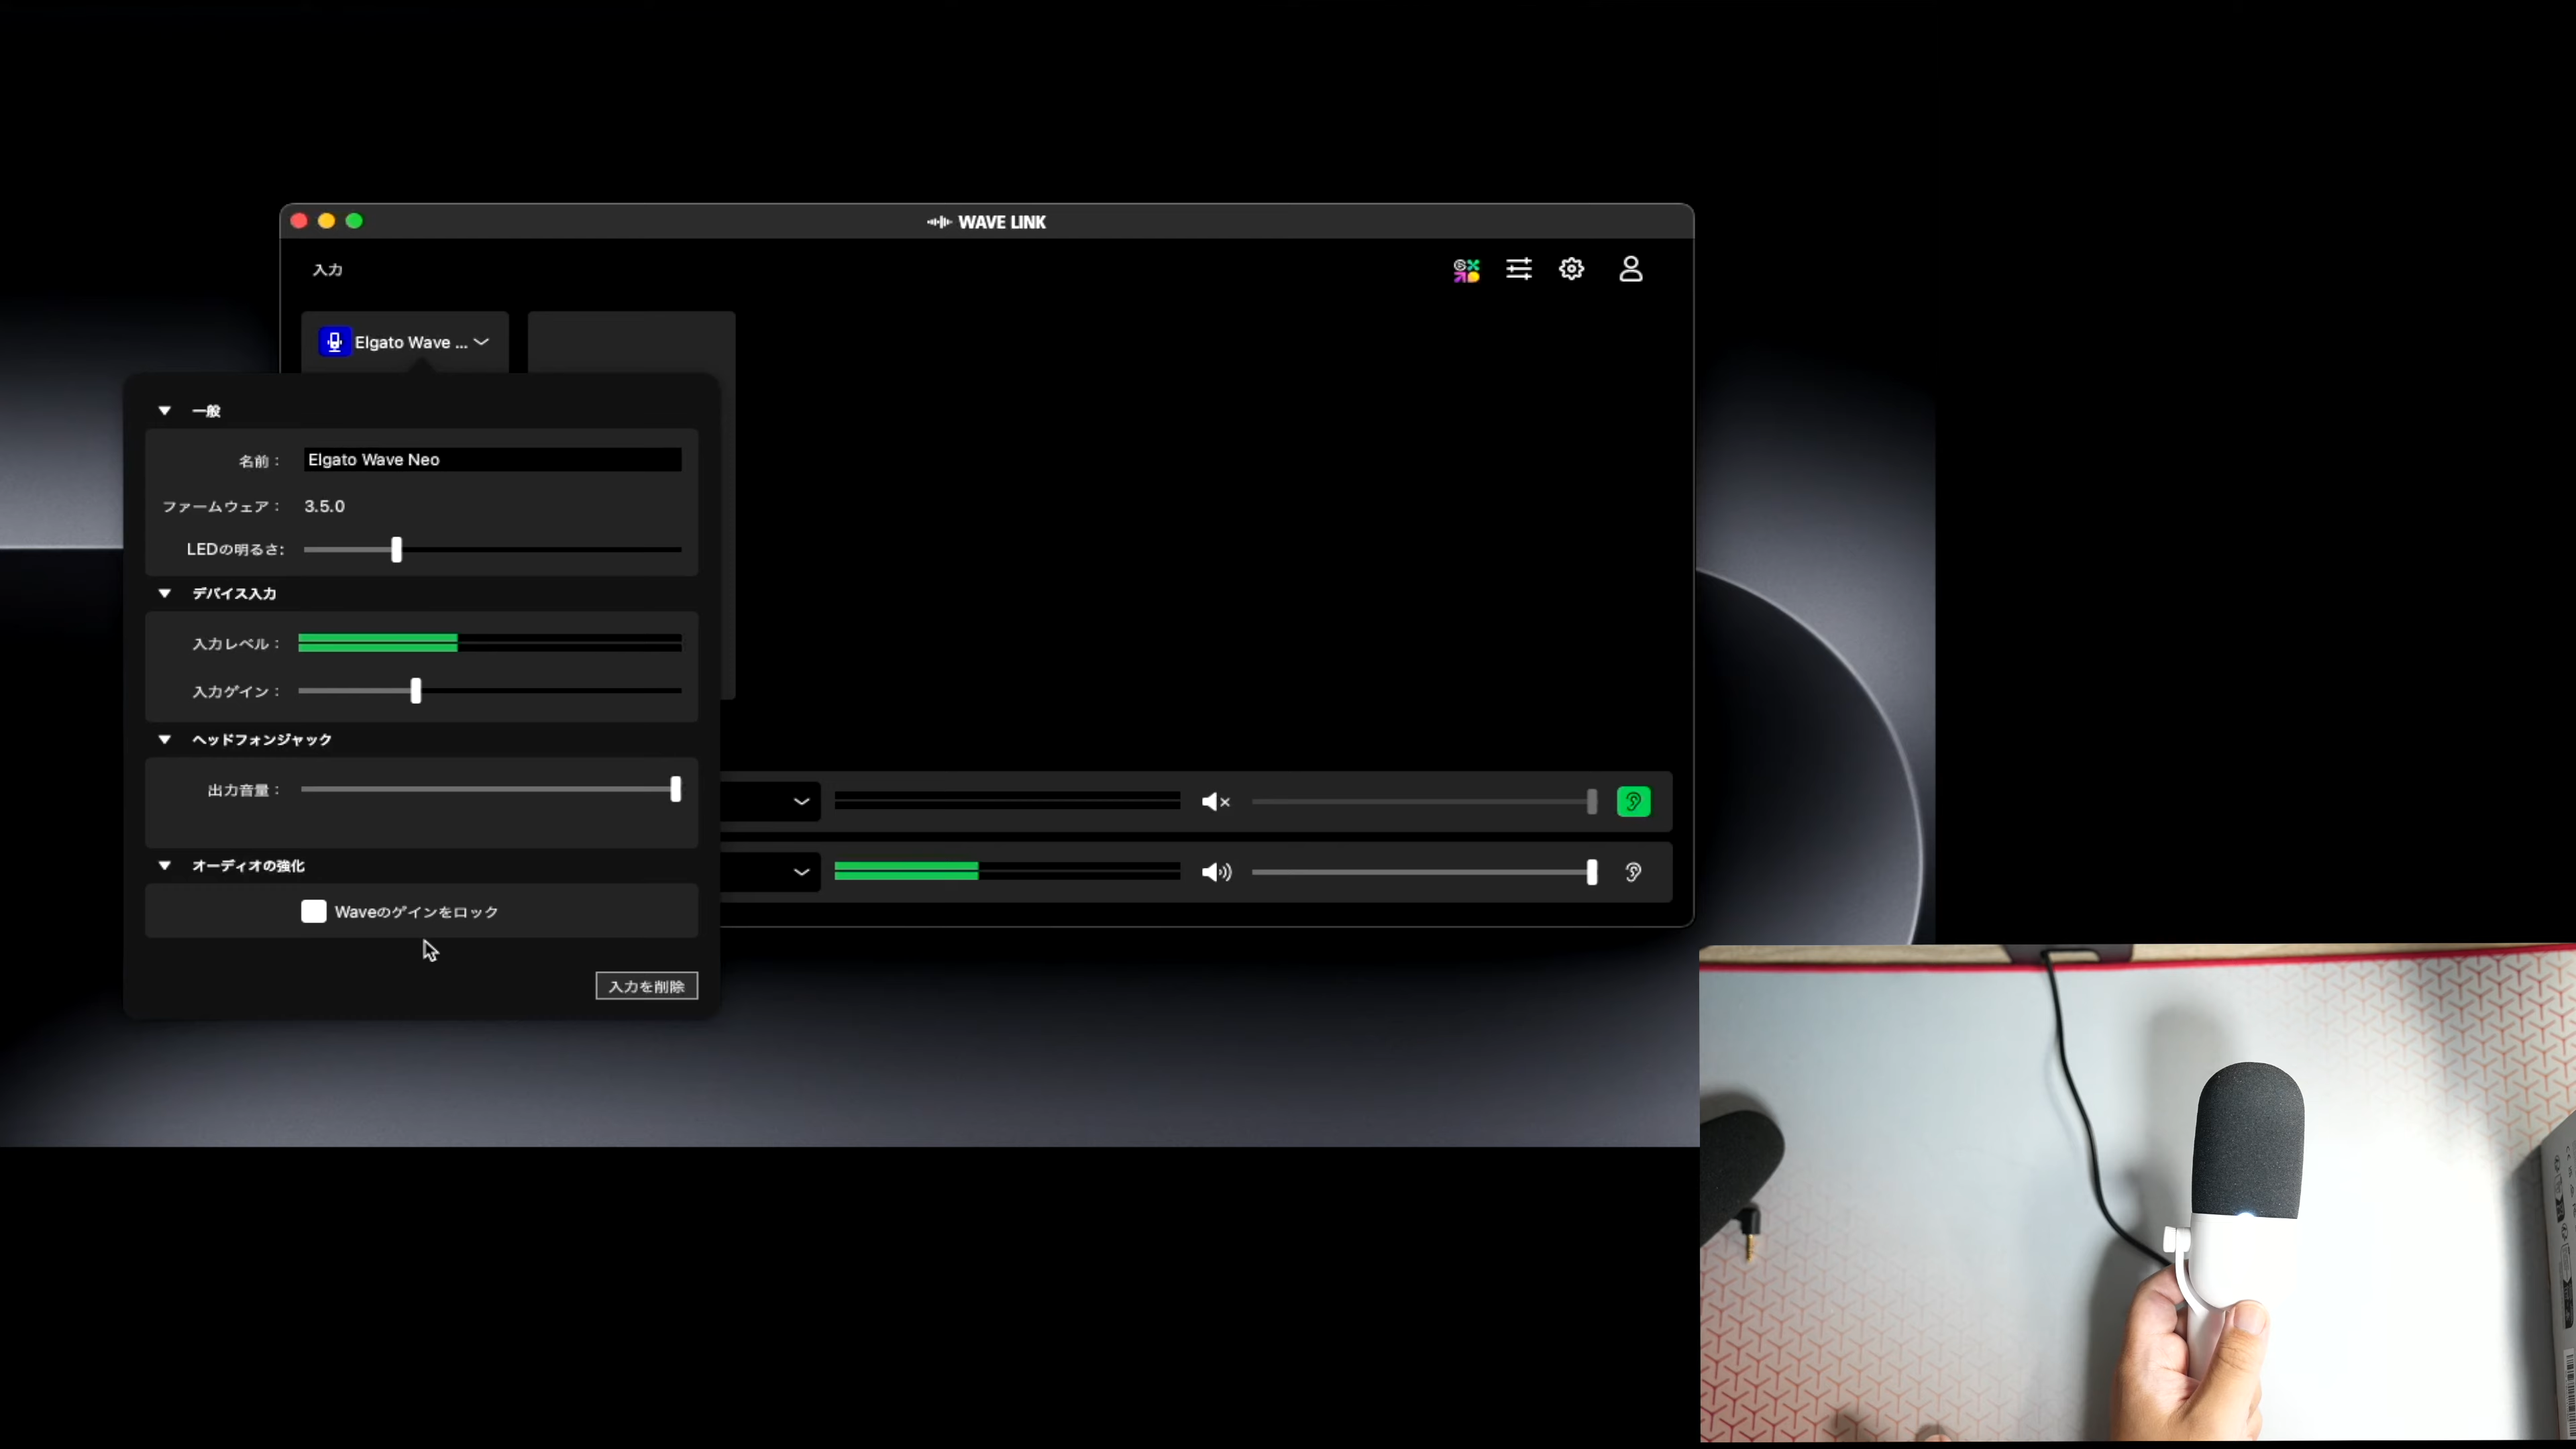 WAVE LINK
入力
Elgato Wave ...
一般
名前：
Elgato Wave Neo
ファームウェア：
3.5.0
LEDの明るさ:
デバイス入力
入力レベル：
入力ゲイン：
ヘッドフォンジャック
出力音量：
オーディオの強化
Waveのゲインをロック
入力を削除